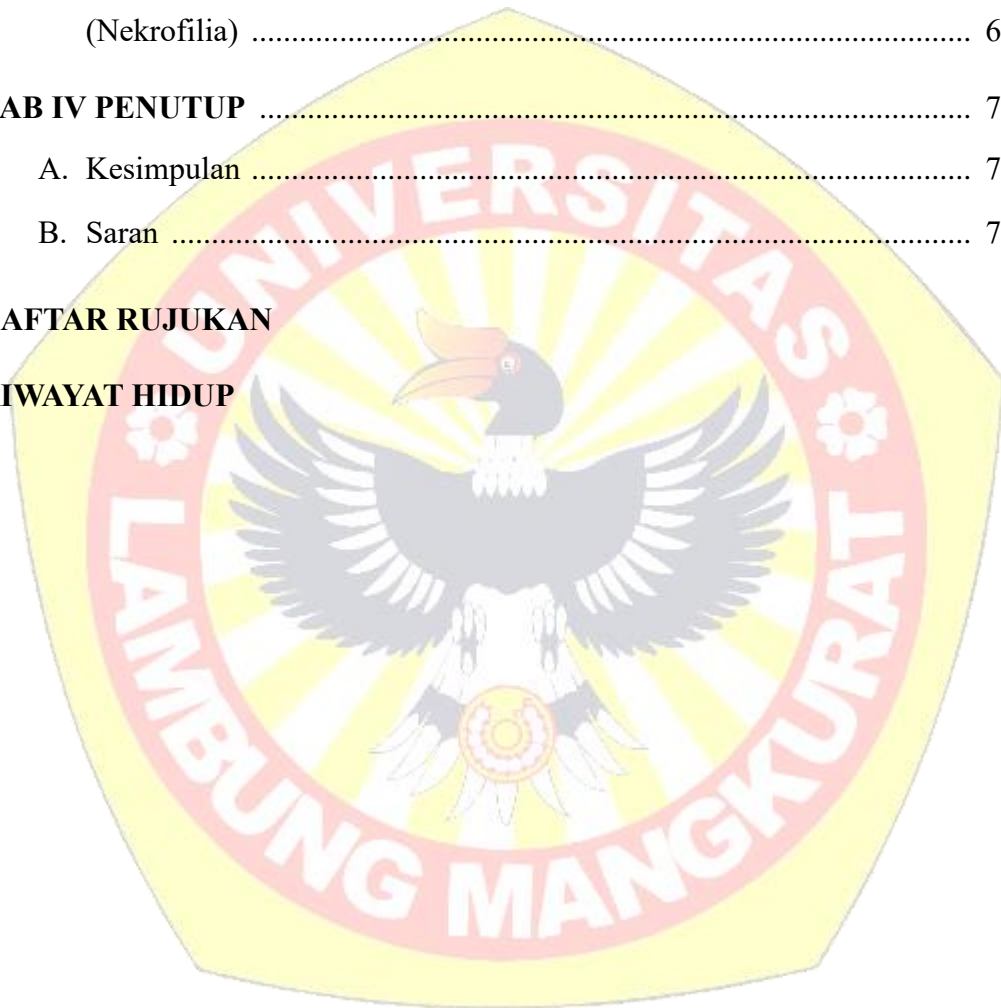 (Nekrofilia) ........................................................................................ 6
AB IV PENUTUP ....................................................................................... 7
A. Kesimpulan ....................................................................................... 7
B. Saran ................................................................................................. 7
AFTAR RUJUKAN
IWAYAT HIDUP
UNIVERSITAS
LAMBUNG MANGKURAT